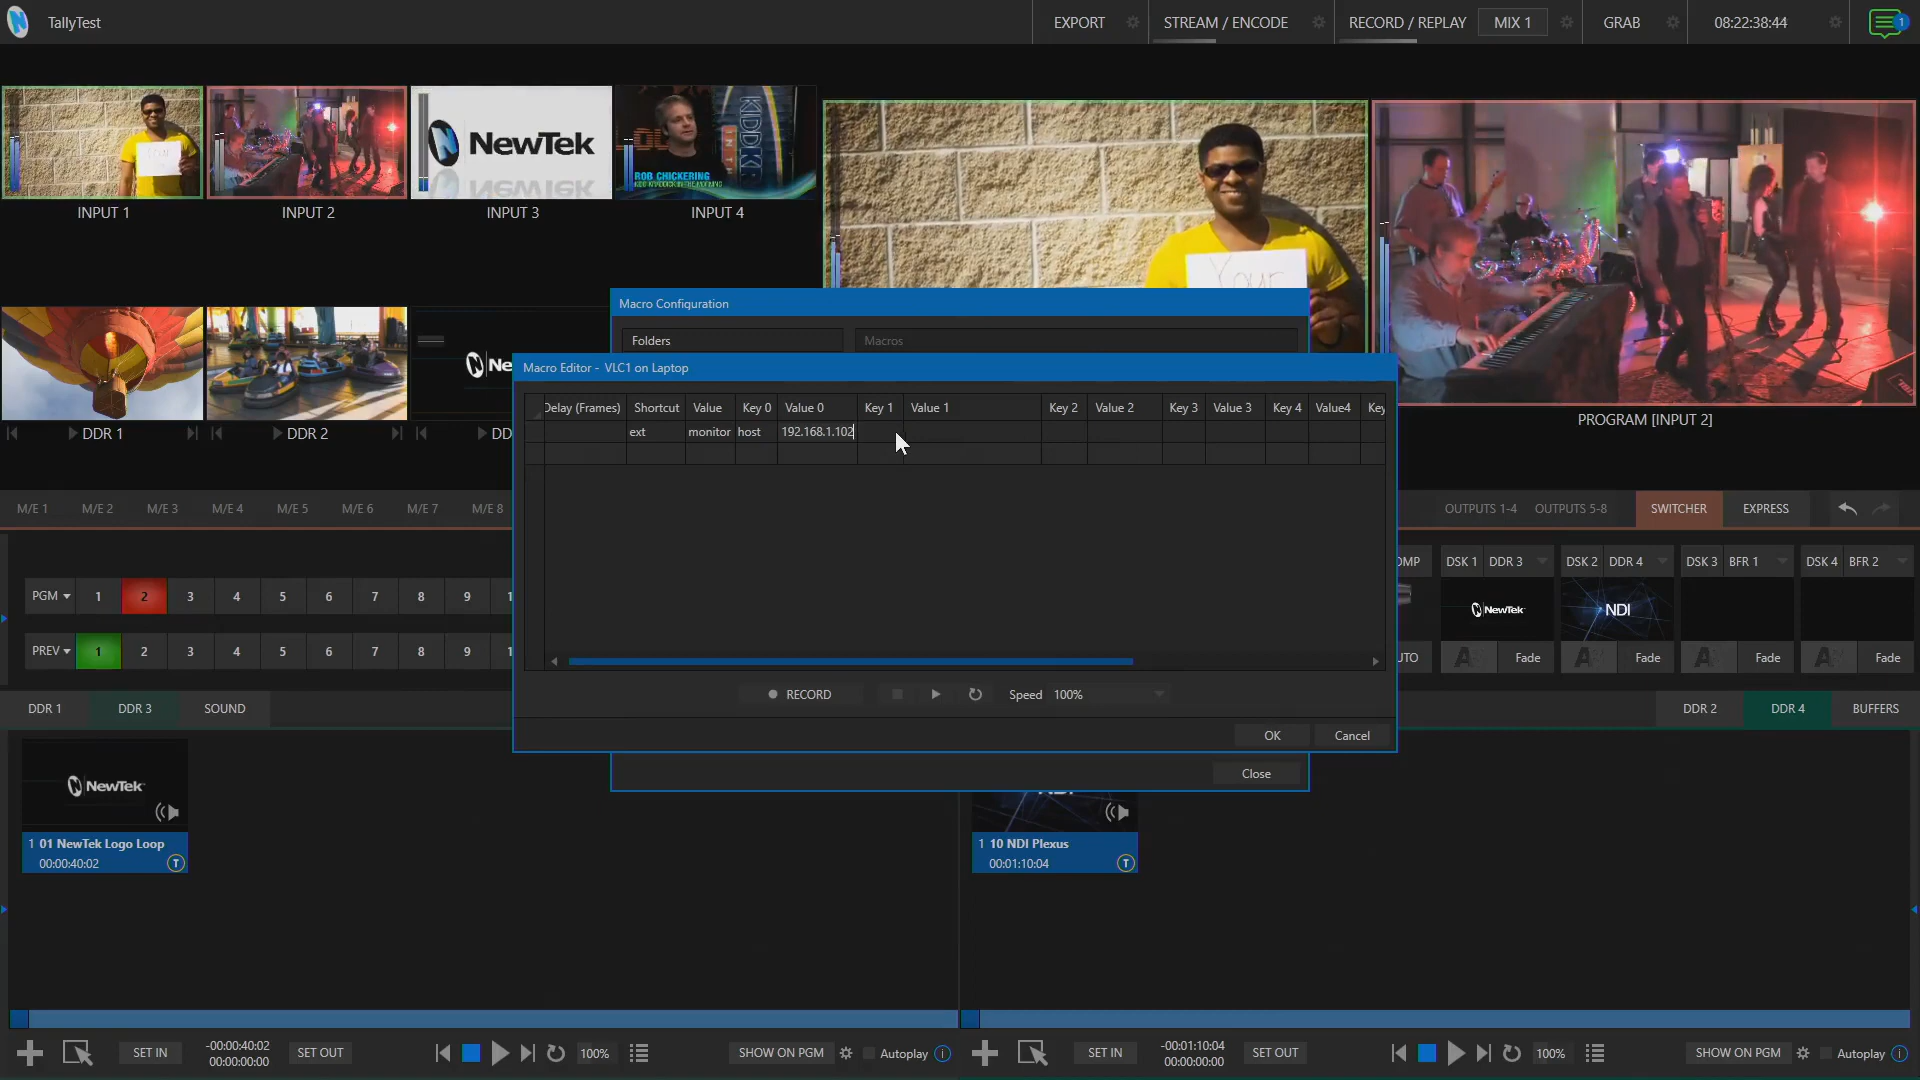 TallyTest
EXPORT
STREAM / ENCODE
RECORD / REPLAY
MIX 1
GRAB
08:22:38:44
1
NewTek
ROB CHICKERING
INPUT 1
INPUT 2
INPUT 3
INPUT 4
Your
DDR 1
DDR 2
PROGRAM [INPUT 2]
Macro Configuration
Folders
Macros
Macro Editor - VLC1 on Laptop
Delay (Frames) Shortcut Value Key 0 Value 0 Key 1 Value 1 Key 2 Value 2 Key 3 Value 3 Key 4 Value4 Key
ext monitor host 192.168.1.102
RECORD
Speed 100%
OK
Cancel
Close
M/E 1 M/E 2 M/E 3 M/E 4 M/E 5 M/E 6 M/E 7 M/E 8
OUTPUTS 1-4 OUTPUTS 5-8 SWITCHER EXPRESS
DSK 1 DDR 3 DSK 2 DDR 4 DSK 3 BFR 1 DSK 4 BFR 2
PGM 1 2 3 4 5 6 7 8 9
NewTek
NDI
PREV 1 2 3 4 5 6 7 8 9
Fade Fade Fade Fade
DDR 1 DDR 3 SOUND
DDR 2 DDR 4 BUFFERS
NewTek
1 01 NewTek Logo Loop
00:00:40:02 T
NDI
1 10 NDI Plexus
00:01:10:04 T
SET IN
-00:00:40:02
00:00:00:00
SET OUT
100%
SHOW ON PGM
Autoplay
SET IN
-00:01:10:04
00:00:00:00
SET OUT
100%
SHOW ON PGM
Autoplay